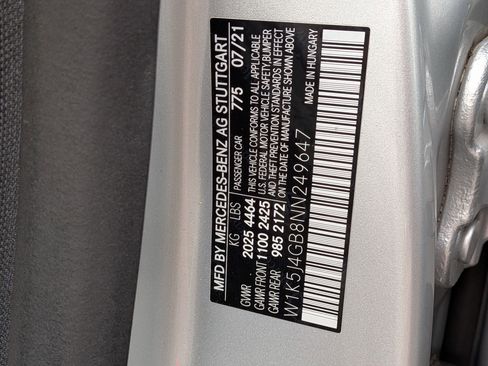 MFD BY MERCEDES-BENZ AG STUTTGART
KG LBS PASSENGER CAR 775 07/21
GVWR 2025 4464 THIS VEHICLE CONFORMS TO ALL APPLICABLE
GAWR FRONT 1100 2425 U.S. FEDERAL MOTOR VEHICLE SAFETY, BUMPER
GAWR REAR 985 2172 AND THEFT PREVENTION STANDARDS IN EFFECT
ON THE DATE OF MANUFACTURE SHOWN ABOVE
W1K5J4GB8NN249647 MADE IN HUNGARY